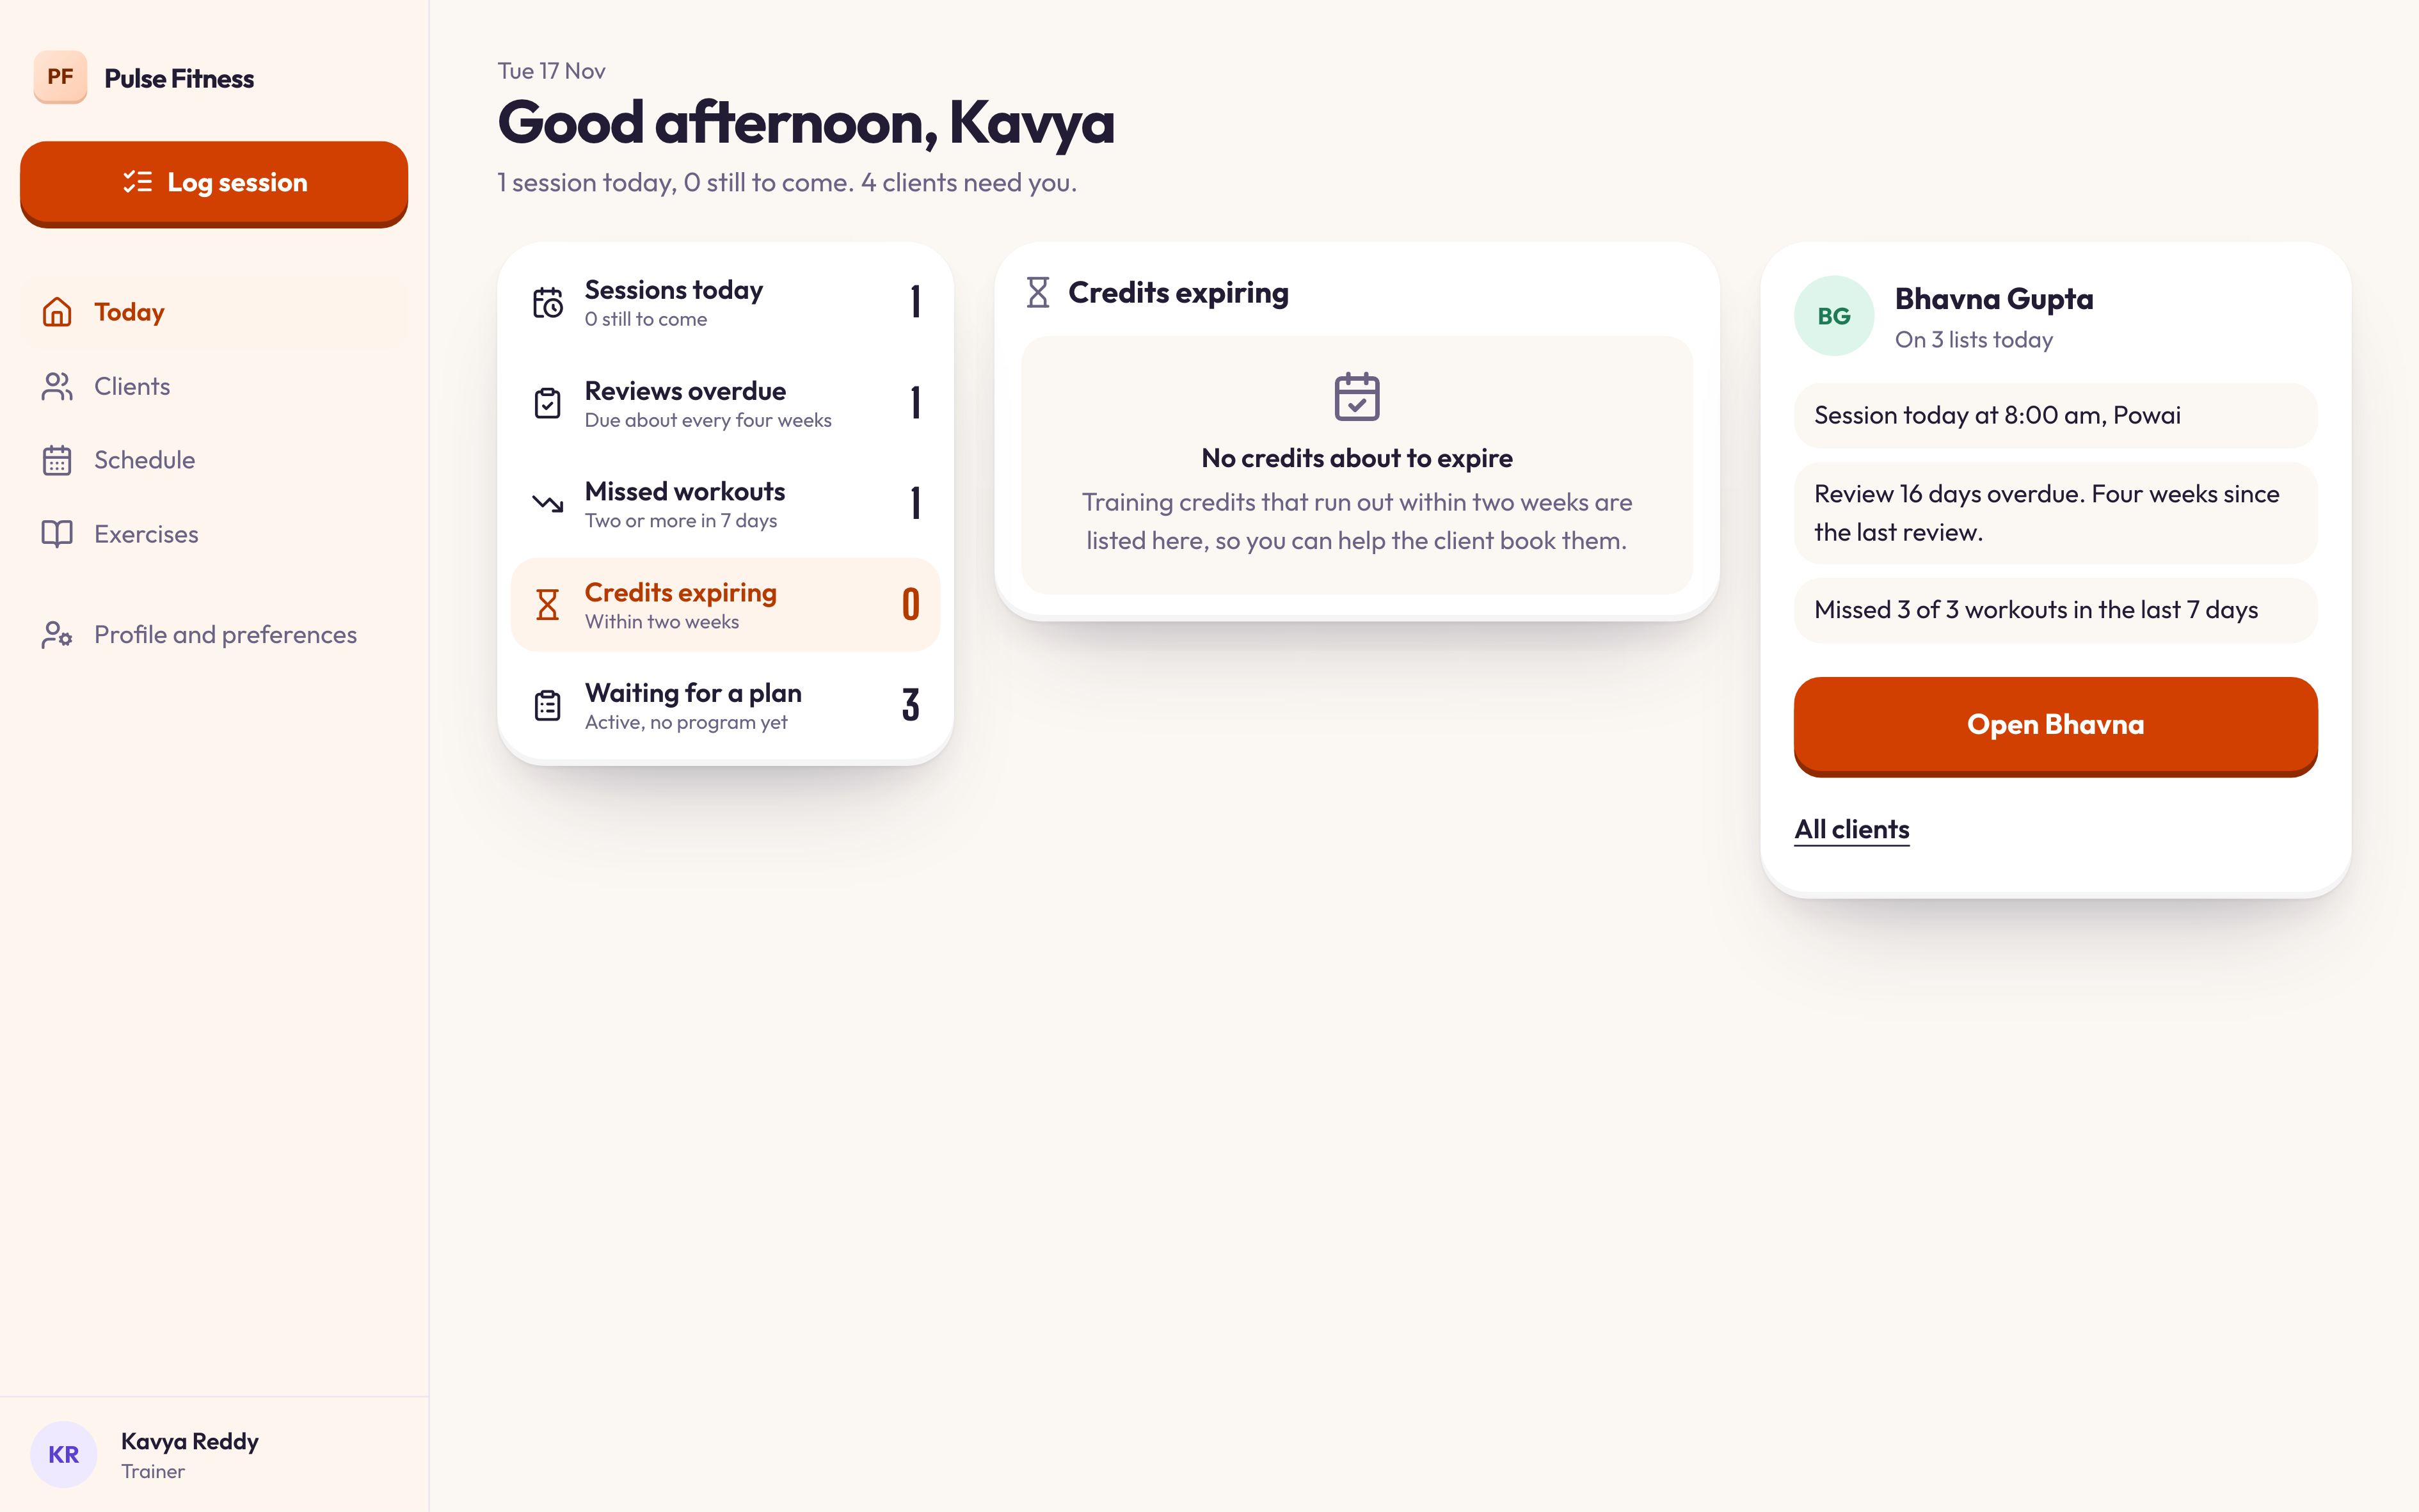 PF
Pulse Fitness
Log session
Today
Clients
Schedule
Exercises
Profile and preferences
KR
Kavya Reddy
Trainer
Tue 17 Nov
Good afternoon, Kavya
1 session today, 0 still to come. 4 clients need you.
Sessions today
0 still to come
1
Reviews overdue
Due about every four weeks
1
Missed workouts
Two or more in 7 days
1
Credits expiring
Within two weeks
0
Waiting for a plan
Active, no program yet
3
Credits expiring
No credits about to expire
Training credits that run out within two weeks are
listed here, so you can help the client book them.
BG
Bhavna Gupta
On 3 lists today
Session today at 8:00 am, Powai
Review 16 days overdue. Four weeks since
the last review.
Missed 3 of 3 workouts in the last 7 days
Open Bhavna
All clients